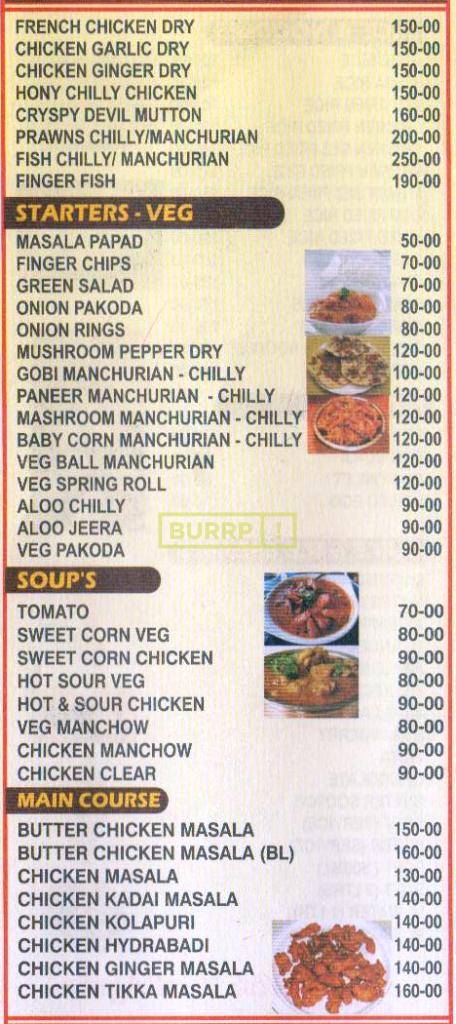 FRENCH CHICKEN DRY 150-00
CHICKEN GARLIC DRY 150-00
CHICKEN GINGER DRY 150-00
HONY CHILLY CHICKEN 150-00
CRYSPY DEVIL MUTTON 160-00
PRAWNS CHILLY/MANCHURIAN 200-00
FISH CHILLY/ MANCHURIAN 250-00
FINGER FISH 190-00
STARTERS - VEG
MASALA PAPAD 50-00
FINGER CHIPS 70-00
GREEN SALAD 70-00
ONION PAKODA 80-00
ONION RINGS 80-00
MUSHROOM PEPPER DRY 120-00
GOBI MANCHURIAN - CHILLY 100-00
PANEER MANCHURIAN - CHILLY 120-00
MASHROOM MANCHURIAN - CHILLY 120-00
BABY CORN MANCHURIAN - CHILLY 120-00
VEG BALL MANCHURIAN 120-00
VEG SPRING ROLL 120-00
ALOO CHILLY 90-00
ALOO JEERA 90-00
BURRP !
VEG PAKODA 90-00
SOUP'S
TOMATO 70-00
SWEET CORN VEG 80-00
SWEET CORN CHICKEN 90-00
HOT SOUR VEG 80-00
HOT & SOUR CHICKEN 90-00
VEG MANCHOW 80-00
CHICKEN MANCHOW 90-00
CHICKEN CLEAR 90-00
MAIN COURSE
BUTTER CHICKEN MASALA 150-00
BUTTER CHICKEN MASALA (BL) 160-00
CHICKEN MASALA 130-00
CHICKEN KADAI MASALA 140-00
CHICKEN KOLAPURI 140-00
CHICKEN HYDRABADI 140-00
CHICKEN GINGER MASALA 140-00
CHICKEN TIKKA MASALA 160-00